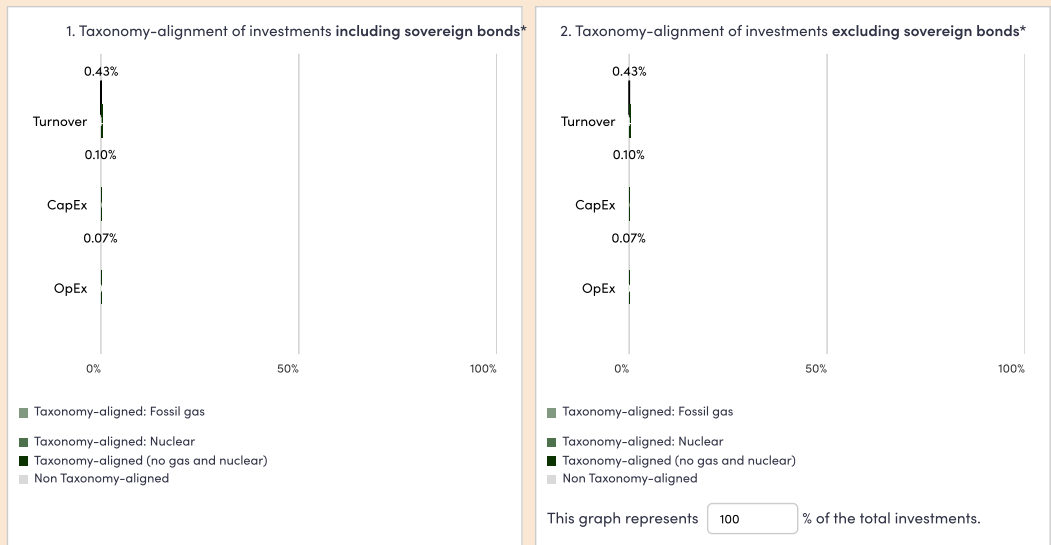 1. Taxonomy-alignment of investments including sovereign bonds*
0.43%
Turnover
0.10%
CapEx
0.07%
OpEx
0% 50% 100%
Taxonomy-aligned: Fossil gas
Taxonomy-aligned: Nuclear
Taxonomy-aligned (no gas and nuclear)
Non Taxonomy-aligned
2. Taxonomy-alignment of investments excluding sovereign bonds*
0.43%
Turnover
0.10%
CapEx
0.07%
OpEx
0% 50% 100%
Taxonomy-aligned: Fossil gas
Taxonomy-aligned: Nuclear
Taxonomy-aligned (no gas and nuclear)
Non Taxonomy-aligned
This graph represents 100 % of the total investments.